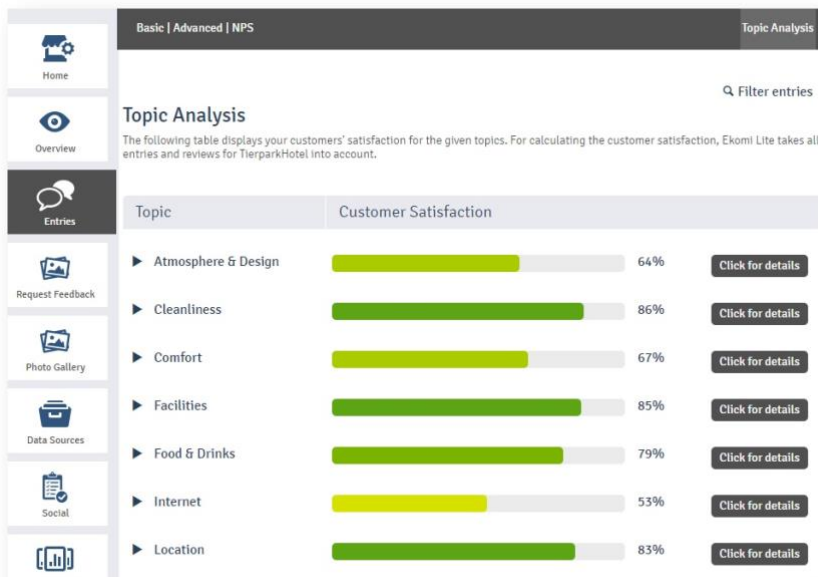 Basic | Advanced | NPS
Topic Analysis
Home
Overview
Entries
Request Feedback
Photo Gallery
Data Sources
Social
Filter entries
Topic Analysis
The following table displays your customers' satisfaction for the given topics. For calculating the customer satisfaction, Ekomi Lite takes all
entries and reviews for TierparkHotel into account.
Topic Customer Satisfaction
Atmosphere & Design 64% Click for details
Cleanliness 86% Click for details
Comfort 67% Click for details
Facilities 85% Click for details
Food & Drinks 79% Click for details
Internet 53% Click for details
Location 83% Click for details